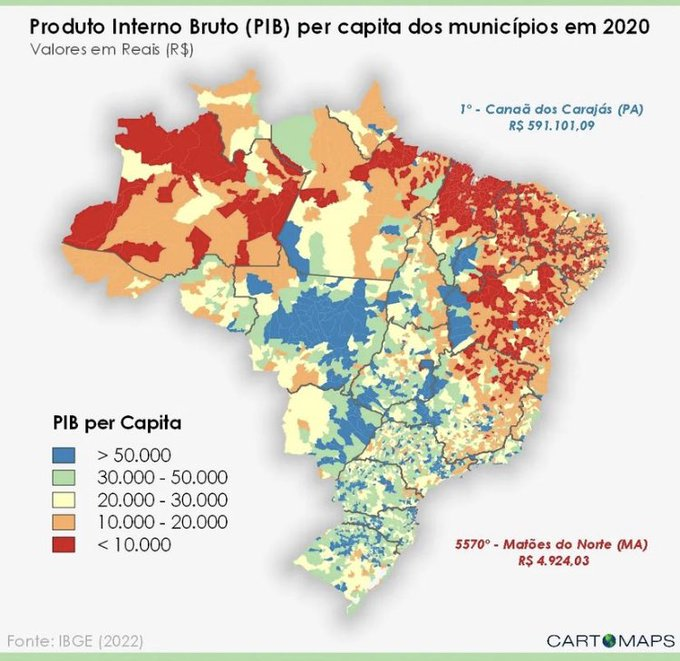 Produto Interno Bruto (PIB) per capita dos municípios em 2020
Valores em Reais (R$)
1º - Canaã dos Carajás (PA)
R$ 591.101,09
PIB per Capita
> 50.000
30.000 - 50.000
20.000 - 30.000
10.000 - 20.000
< 10.000
5570º - Matões do Norte (MA)
R$ 4.924,03
Fonte: IBGE (2022)
CARTOMAPS